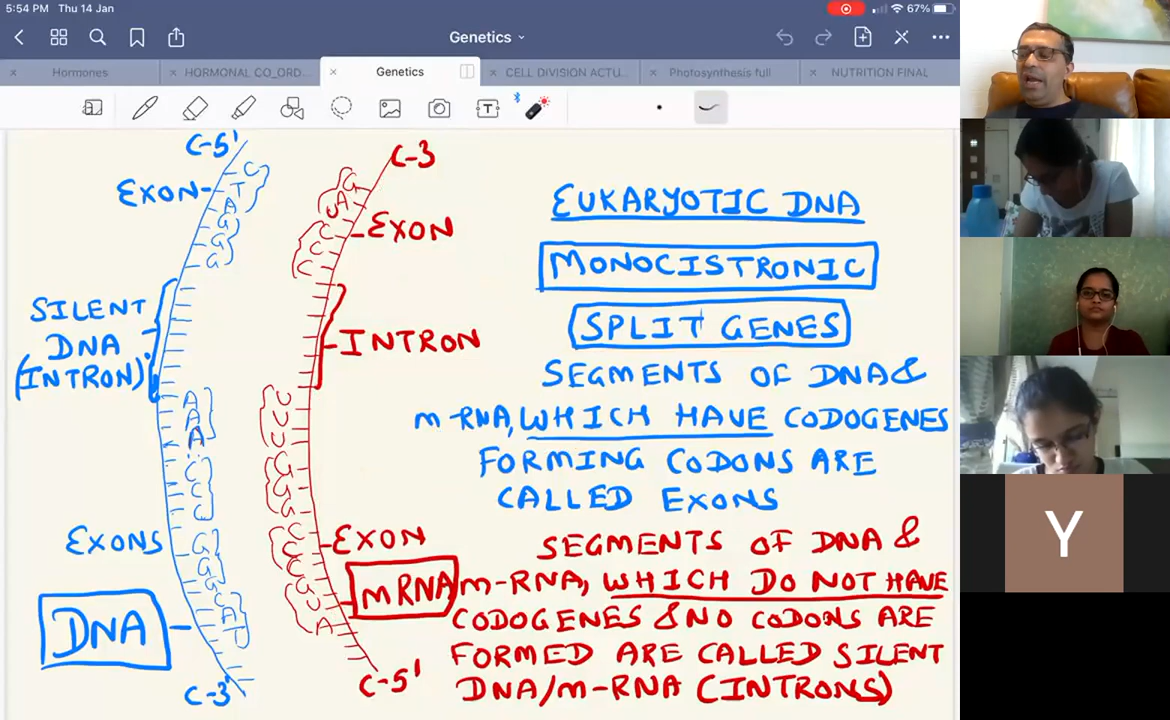 5:54 PM Thu 14 Jan
67%
Genetics
Hormones
HORMONAL CO_ORD...
Genetics
CELL DIVISION ACTU...
Photosynthesis full
NUTRITION FINAL
C-5'
EXON
C
T
A
G
G
G
SILENT
DNA
(INTRON)
A
A
A
C
C
C
EXONS
G
G
G
C
A
T
DNA
C-3'
C-3
G
A
U
C
C
C
EXON
INTRON
U
U
U
G
G
G
C
C
C
G
U
A
EXON
mRNA
C-5'
EUKARYOTIC DNA
MONOCISTRONIC
SPLIT GENES
SEGMENTS OF DNA &
m-RNA, WHICH HAVE CODOGENES
FORMING CODONS ARE
CALLED EXONS
SEGMENTS OF DNA &
m-RNA, WHICH DO NOT HAVE
CODOGENES & NO CODONS ARE
FORMED ARE CALLED SILENT
DNA/m-RNA (INTRONS)
Y